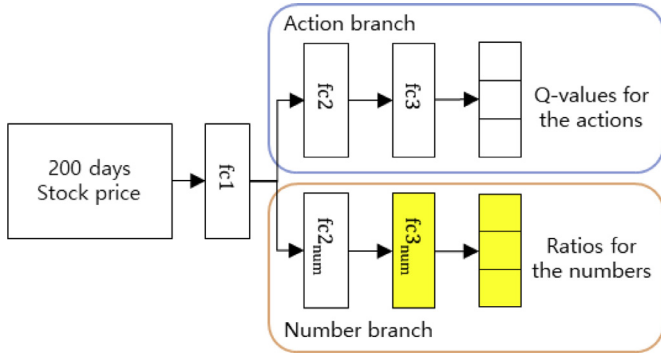 Action branch
fc2
fc3
Q-values for
the actions
200 days
Stock price
fc1
fc2num
fc3num
Ratios for
the numbers
Number branch